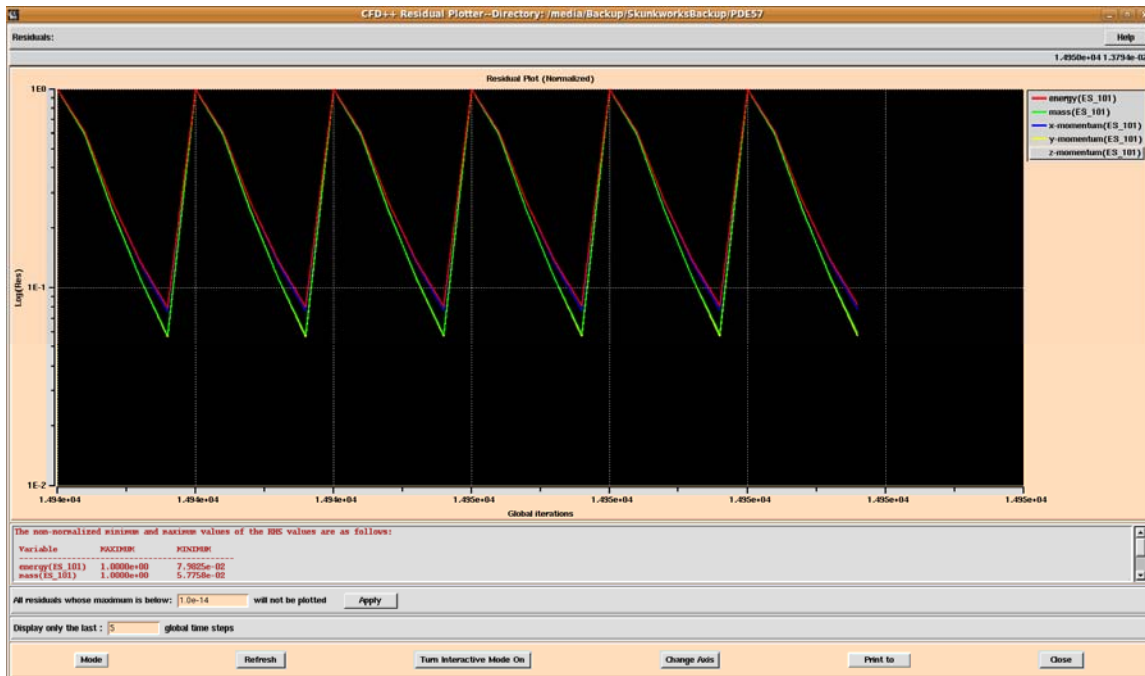 CFD++ Residual Plotter--Directory: /media/Backup/SkunkworksBackup/PDE57
Residuals:
Help
1.4950e+04 1.3794e-02
Residual Plot (Normalized)
1E0
1E-1
1E-2
Log(Res)
energy(ES_101)
mass(ES_101)
x-momentum(ES_101)
y-momentum(ES_101)
z-momentum(ES_101)
1.494e+04 1.494e+04 1.494e+04 1.495e+04 1.495e+04 1.495e+04 1.495e+04 1.495e+04
Global iterations
The non-normalized minimum and maximum values of the RHS values are as follows:
Variable MAXIMUM MINIMUM
energy(ES_101) 1.0000e+00 7.9825e-02
mass(ES_101) 1.0000e+00 5.7758e-02
All residuals whose maximum is below: 1.0e-14 will not be plotted Apply
Display only the last : 5 global time steps
Mode Refresh Turn Interactive Mode On Change Axis Print to Close